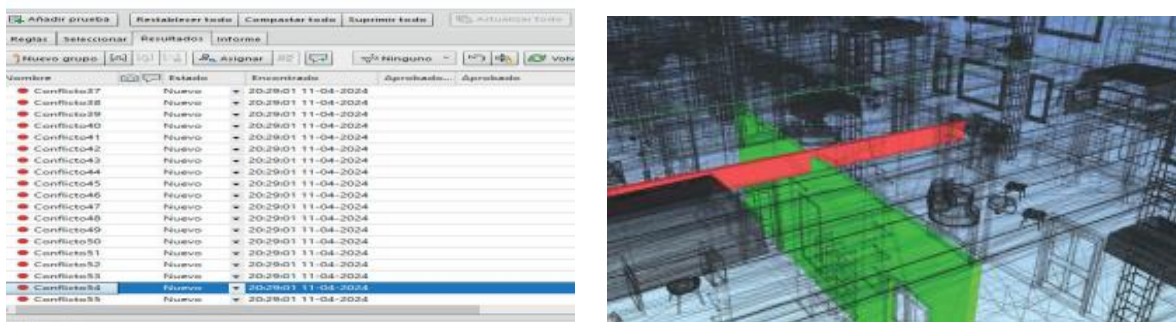 Añadir prueba Restablecer todo Compactar todo Suprimir todo Actualizar todo
Reglas Seleccionar Resultados Informe
Nuevo grupo Asignar Ninguno Volv
Nombre Estado Encontrado Aprobado... Aprobado
Conflicto37 Nuevo 20:29:01 11-04-2024
Conflicto38 Nuevo 20:29:01 11-04-2024
Conflicto39 Nuevo 20:29:01 11-04-2024
Conflicto40 Nuevo 20:29:01 11-04-2024
Conflicto41 Nuevo 20:29:01 11-04-2024
Conflicto42 Nuevo 20:29:01 11-04-2024
Conflicto43 Nuevo 20:29:01 11-04-2024
Conflicto44 Nuevo 20:29:01 11-04-2024
Conflicto45 Nuevo 20:29:01 11-04-2024
Conflicto46 Nuevo 20:29:01 11-04-2024
Conflicto47 Nuevo 20:29:01 11-04-2024
Conflicto48 Nuevo 20:29:01 11-04-2024
Conflicto49 Nuevo 20:29:01 11-04-2024
Conflicto50 Nuevo 20:29:01 11-04-2024
Conflicto51 Nuevo 20:29:01 11-04-2024
Conflicto52 Nuevo 20:29:01 11-04-2024
Conflicto53 Nuevo 20:29:01 11-04-2024
Conflicto54 Nuevo 20:29:01 11-04-2024
Conflicto55 Nuevo 20:29:01 11-04-2024